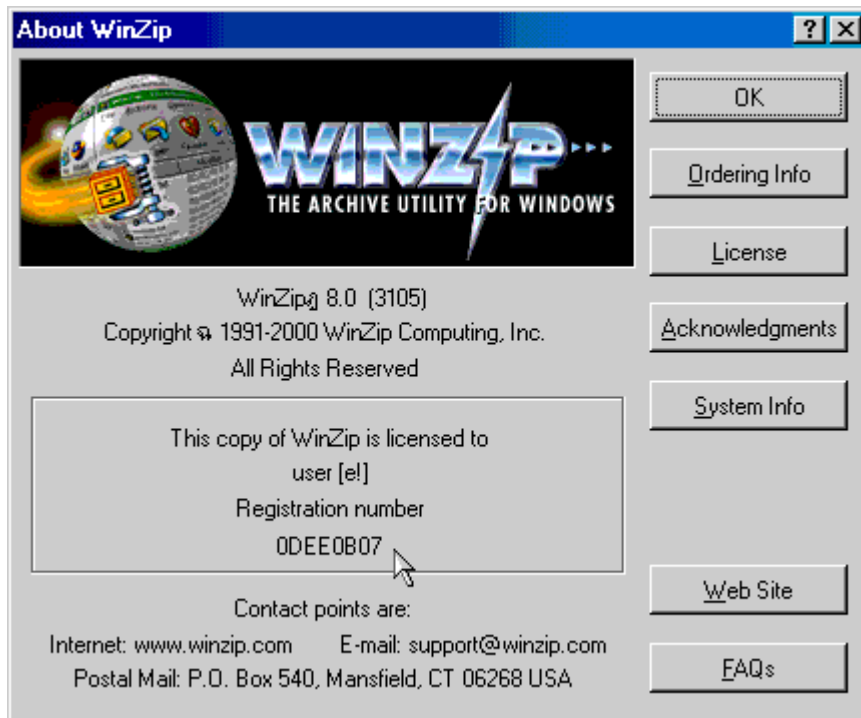 About WinZip
WINZIP
THE ARCHIVE UTILITY FOR WINDOWS
OK
Ordering Info
License
Acknowledgments
System Info
WinZip 8.0 (3105)
Copyright 1991-2000 WinZip Computing, Inc.
All Rights Reserved
This copy of WinZip is licensed to
user [e!]
Registration number
0DEE0B07
Contact points are:
Internet: www.winzip.com E-mail: support@winzip.com
Postal Mail: P.O. Box 540, Mansfield, CT 06268 USA
Web Site
FAQs